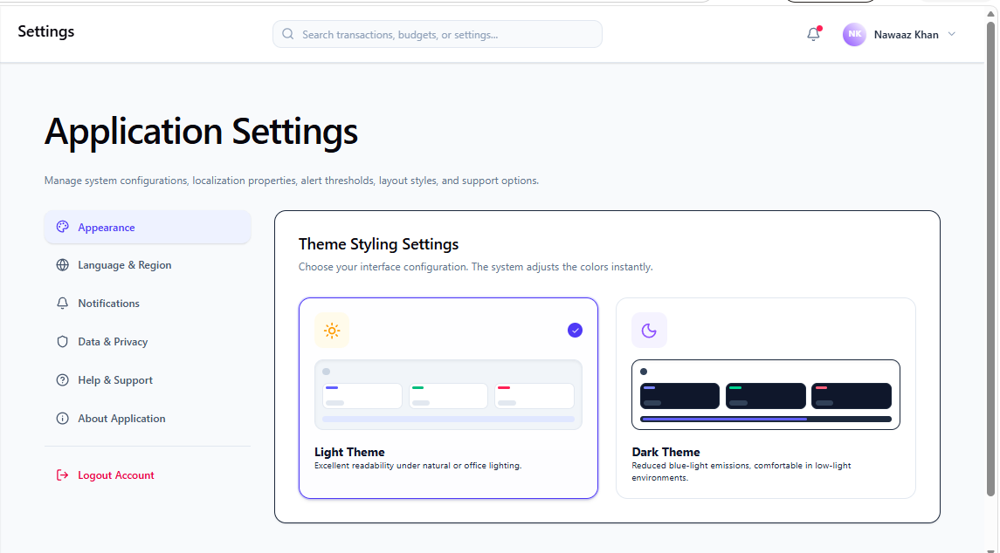 Settings
Search transactions, budgets, or settings...
NK
Nawaaz Khan
Application Settings
Manage system configurations, localization properties, alert thresholds, layout styles, and support options.
Appearance
Language & Region
Notifications
Data & Privacy
Help & Support
About Application
Logout Account
Theme Styling Settings
Choose your interface configuration. The system adjusts the colors instantly.
Light Theme
Excellent readability under natural or office lighting.
Dark Theme
Reduced blue-light emissions, comfortable in low-light
environments.